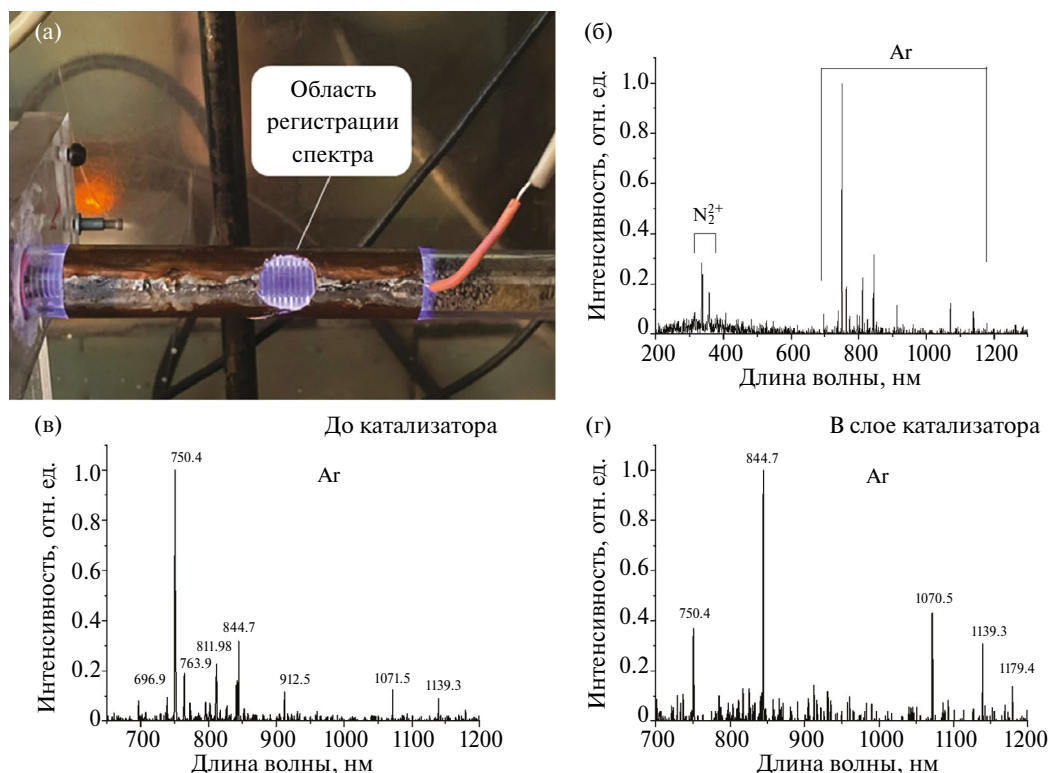 (а)
Область
регистрации
спектра
(б)
Ar
N₂²⁺
Интенсивность, отн. ед.
1.0
0.8
0.6
0.4
0.2
0
200 400 600 800 1000 1200
Длина волны, нм
(в)
До катализатора
Ar
Интенсивность, отн. ед.
1.0
0.8
0.6
0.4
0.2
0
750.4
696.9
763.9
811.98
844.7
912.5
1071.5
1139.3
700 800 900 1000 1100 1200
Длина волны, нм
(г)
В слое катализатора
Ar
Интенсивность, отн. ед.
1.0
0.8
0.6
0.4
0.2
0
844.7
750.4
1070.5
1139.3
1179.4
700 800 900 1000 1100 1200
Длина волны, нм